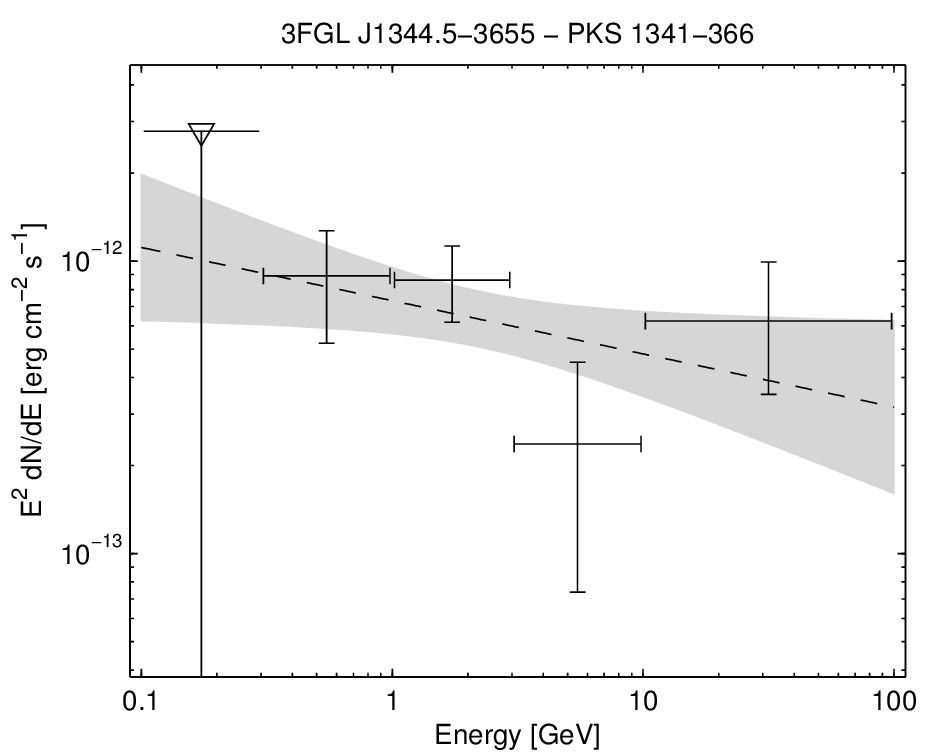 3FGL J1344.5−3655 − PKS 1341−366
E² dN/dE [erg cm⁻² s⁻¹]
10⁻¹²
10⁻¹³
0.1 1 10 100
Energy [GeV]